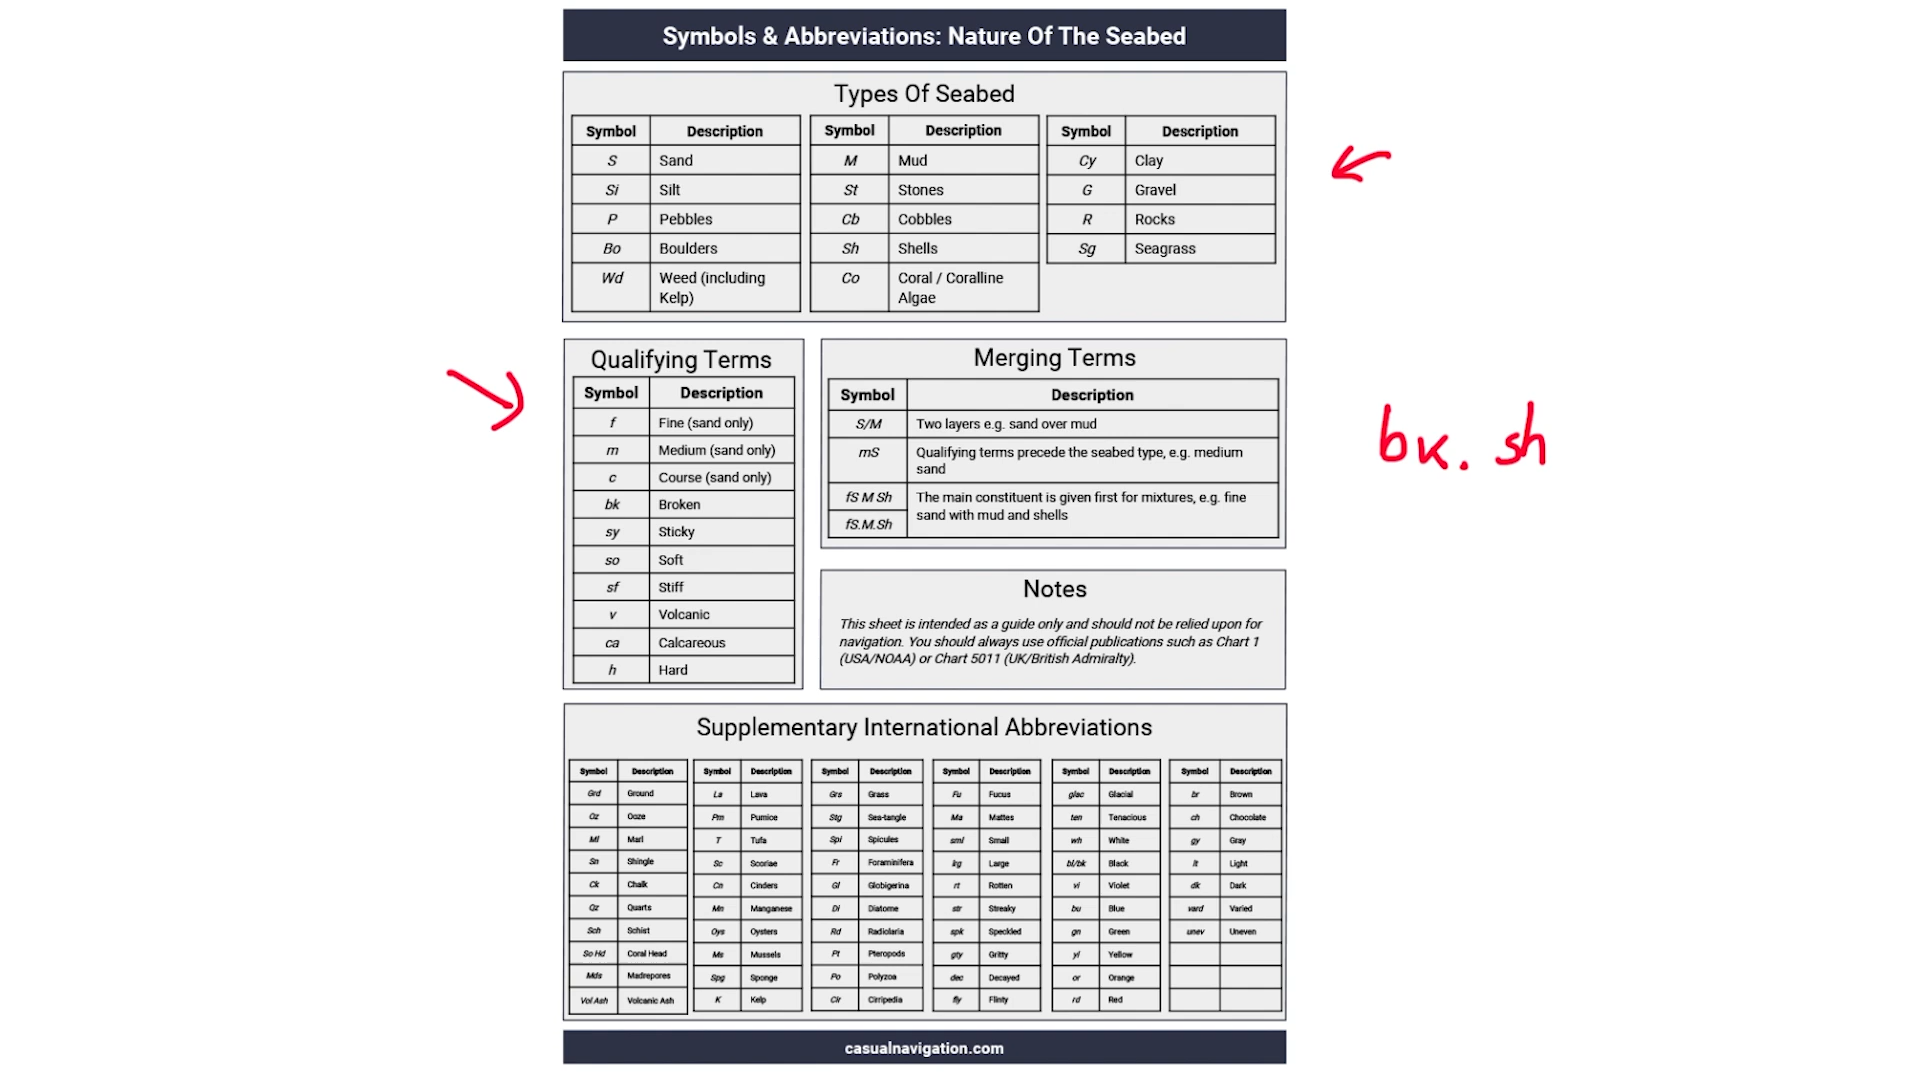 Symbols & Abbreviations: Nature Of The Seabed
Types Of Seabed
Symbol Description
S Sand
Si Silt
P Pebbles
Bo Boulders
Wd Weed (including
Kelp)
Symbol Description
M Mud
St Stones
Cb Cobbles
Sh Shells
Co Coral / Coralline
Algae
Symbol Description
Cy Clay
G Gravel
R Rocks
Sg Seagrass
Qualifying Terms
Symbol Description
f Fine (sand only)
m Medium (sand only)
c Course (sand only)
bk Broken
sy Sticky
so Soft
sf Stiff
v Volcanic
ca Calcareous
h Hard
Merging Terms
Symbol Description
S/M Two layers e.g. sand over mud
mS Qualifying terms precede the seabed type, e.g. medium
sand
fS M Sh The main constituent is given first for mixtures, e.g. fine
sand with mud and shells
fS.M.Sh
bk. sh
Notes
This sheet is intended as a guide only and should not be relied upon for
navigation. You should always use official publications such as Chart 1
(USA/NOAA) or Chart 5011 (UK/British Admiralty).
Supplementary International Abbreviations
Symbol Description
Grd Ground
Oz Ooze
Ml Marl
Sn Shingle
Ck Chalk
Qz Quarts
Sch Schist
So Hd Coral Head
Mds Madrepores
Vol Ash Volcanic Ash
Symbol Description
La Lava
Pm Pumice
T Tufa
Sc Scoriae
Cn Cinders
Mn Manganese
Oys Oysters
Ms Mussels
Spg Sponge
K Kelp
Symbol Description
Grs Grass
Stg Sea-tangle
Spi Spicules
Fr Foraminifera
Gl Globigerina
Di Diatome
Rd Radiolaria
Pt Pteropods
Po Polyzoa
Cir Cirripedia
Symbol Description
Fu Fucus
Ma Mattes
sml Small
lrg Large
rt Rotten
str Streaky
spk Speckled
gty Gritty
dec Decayed
fly Flinty
Symbol Description
glac Glacial
ten Tenacious
wh White
bl/bk Black
vi Violet
bu Blue
gn Green
yl Yellow
or Orange
rd Red
Symbol Description
br Brown
ch Chocolate
gy Gray
lt Light
dk Dark
vard Varied
unev Uneven
casualnavigation.com